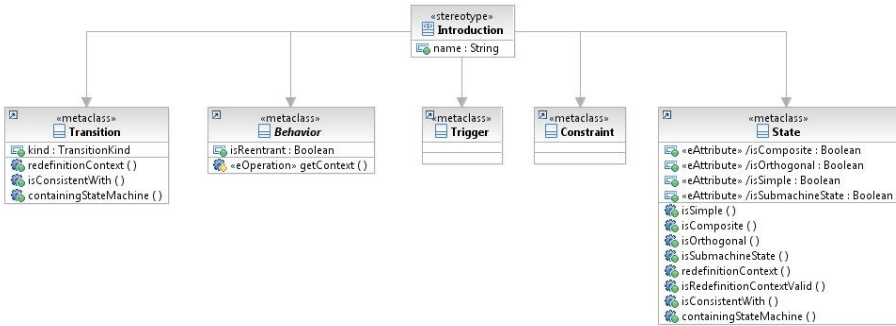 «stereotype»
Introduction
name : String
«metaclass»
Transition
kind : TransitionKind
redefinitionContext ( )
isConsistentWith ( )
containingStateMachine ( )
«metaclass»
Behavior
isReentrant : Boolean
«eOperation» getContext ( )
«metaclass»
Trigger
«metaclass»
Constraint
«metaclass»
State
«eAttribute» /isComposite : Boolean
«eAttribute» /isOrthogonal : Boolean
«eAttribute» /isSimple : Boolean
«eAttribute» /isSubmachineState : Boolean
isSimple ( )
isComposite ( )
isOrthogonal ( )
isSubmachineState ( )
redefinitionContext ( )
isRedefinitionContextValid ( )
isConsistentWith ( )
containingStateMachine ( )